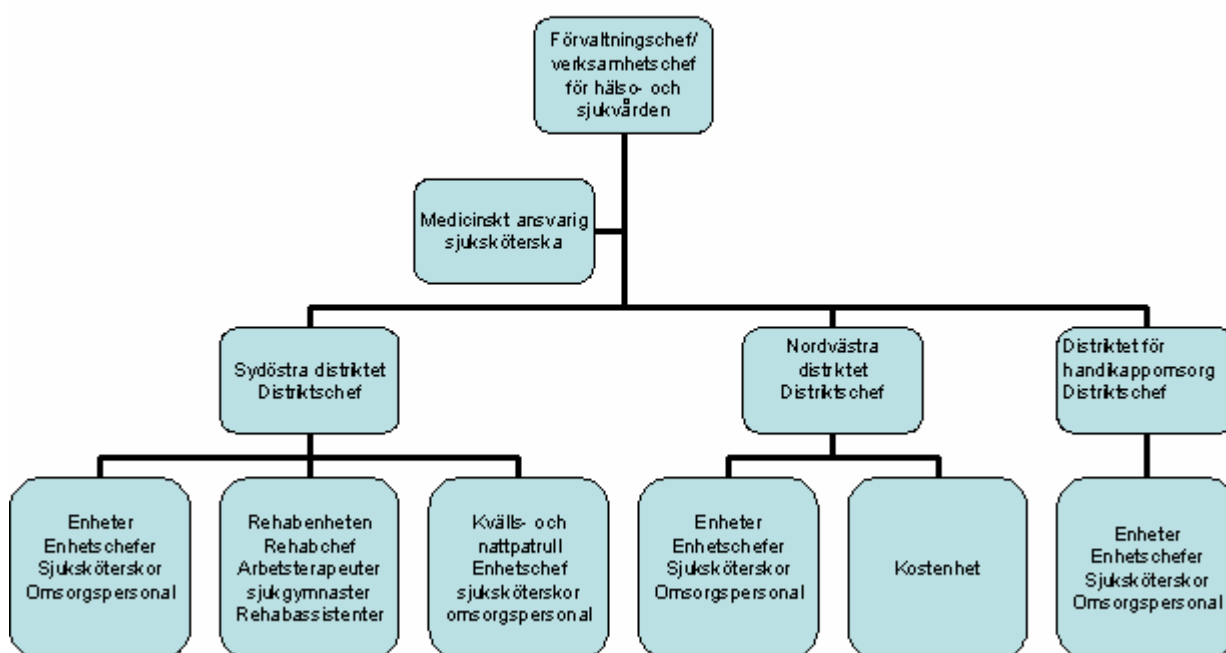 Förvaltningschef/
verksamhetschef
för hälso- och
sjukvården
Medicinskt ansvarig
sjuksköterska
Sydöstra distriktet
Distriktschef
Nordvästra
distrktet
Distriktschef
Distriktet för
handikappomsorg
Distriktschef
Enheter
Enhetschefer
Sjuksköterskor
Omsorgspersonal
Rehabenheten
Rehabchef
Arbetsterapeuter
sjukgymnaster
Rehabassistenter
Kvälls- och
nattpatrull
Enhetschef
sjuksköterskor
omsorgspersonal
Enheter
Enhetschefer
Sjuksköterskor
Omsorgspersonal
Kostenhet
Enheter
Enhetschefer
Sjuksköterskor
Omsorgspersonal